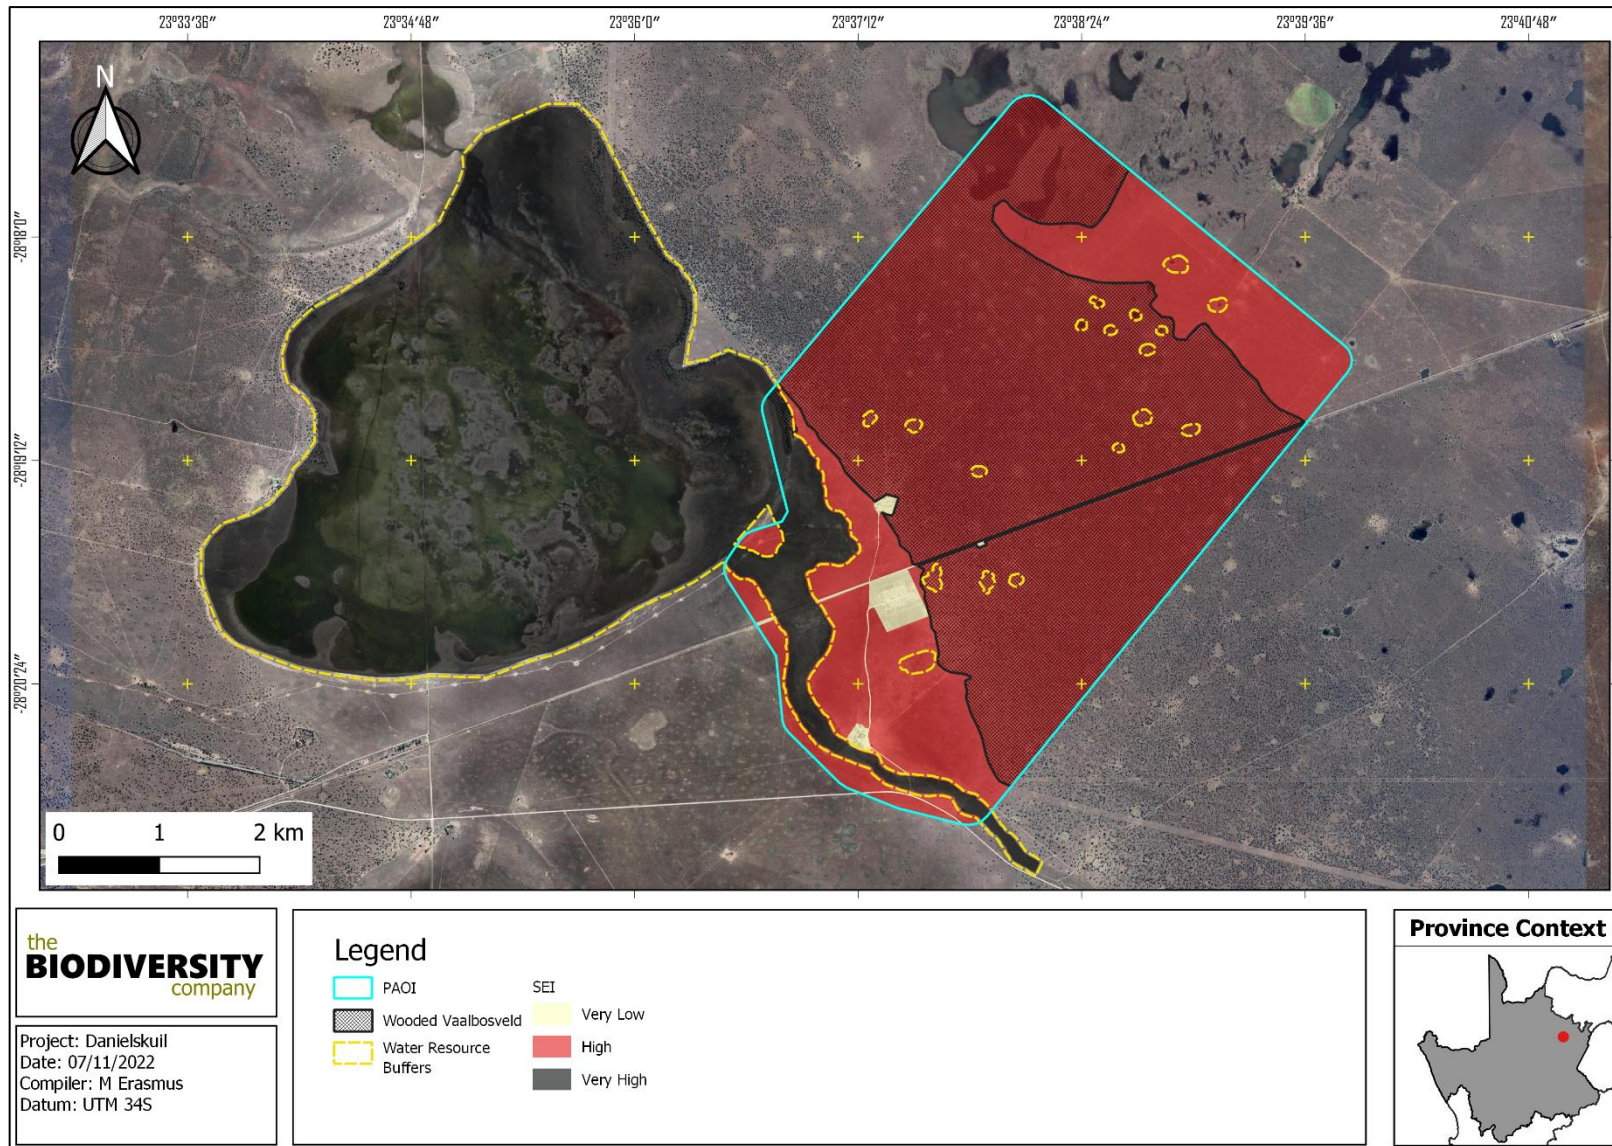 23°33′36″ 23°34′48″ 23°36′0″ 23°37′12″ 23°38′24″ 23°39′36″ 23°40′48″
N
-28°18′0″
-28°19′12″
-28°20′24″
0 1 2 km
the
BIODIVERSITY
company
Project: Danielskuil
Date: 07/11/2022
Compiler: M Erasmus
Datum: UTM 34S
Legend
PAOI
Wooded Vaalbosveld
Water Resource
Buffers
SEI
Very Low
High
Very High
Province Context